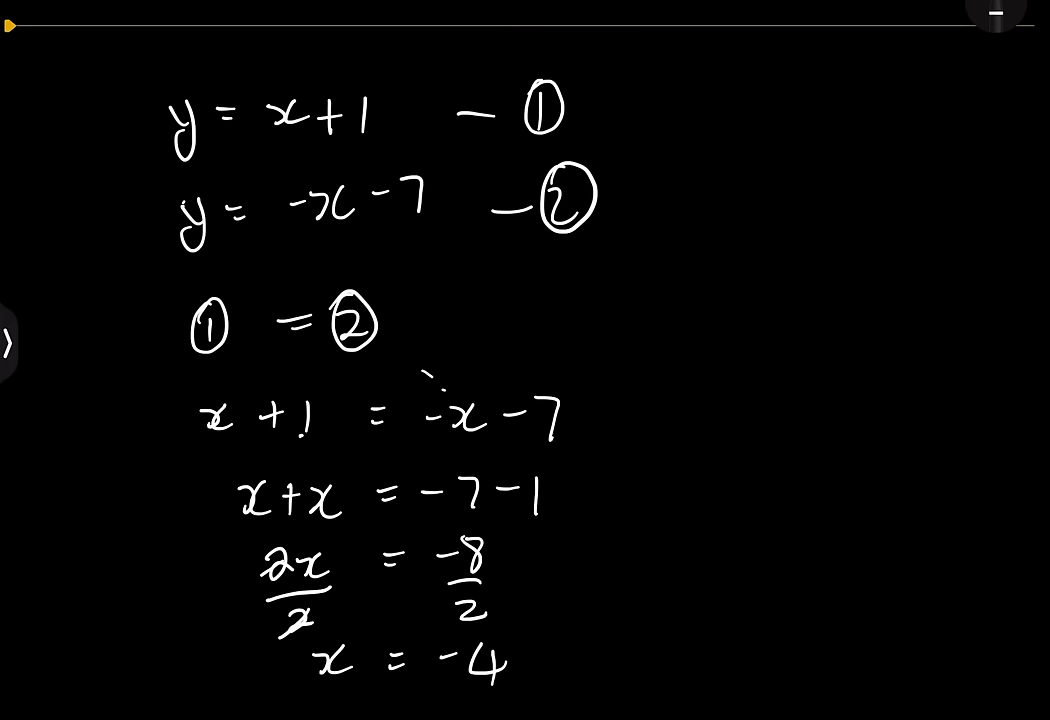 y = x + 1 - ①
y = -x - 7 - ②
① = ②
x + 1 = -x - 7
x + x = -7 - 1
2x/2 = -8/2
x = -4